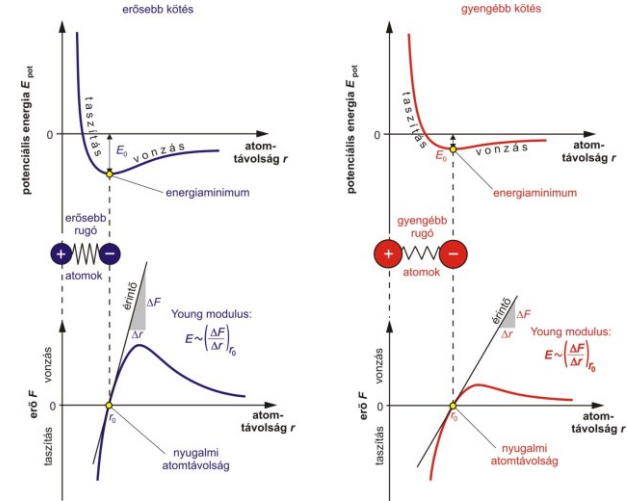 erősebb kötés
potenciális energia E pot
0
taszítás
E0
vonzás
atom-
távolság r
energiaminimum
erősebb
rugó
+
−
atomok
érintő
ΔF
Δr
Young modulus:
E~(ΔF/Δr)r0
vonzás
erő F
taszítás
0
r0
atom-
távolság r
nyugalmi
atomtávolság
gyengébb kötés
potenciális energia E pot
0
taszítás
E0
vonzás
atom-
távolság r
energiaminimum
gyengébb
rugó
+
−
atomok
érintő
ΔF
Δr
Young modulus:
E~(ΔF/Δr)r0
vonzás
erő F
taszítás
0
r0
atom-
távolság r
nyugalmi
atomtávolság